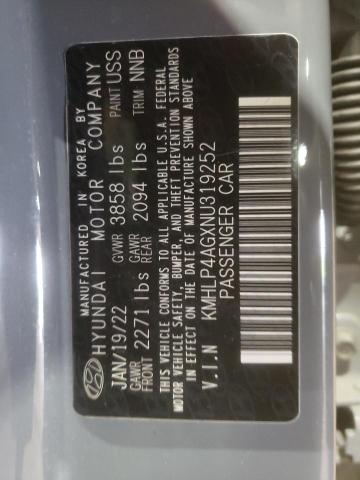 MANUFACTURED IN KOREA BY
HYUNDAI MOTOR COMPANY
JAN/19/22 GVWR 3858 lbs PAINT USS
GAWR FRONT 2271 lbs GAWR REAR 2094 lbs TRIM NNB
THIS VEHICLE CONFORMS TO ALL APPLICABLE U.S.A. FEDERAL
MOTOR VEHICLE SAFETY, BUMPER, AND THEFT PREVENTION STANDARDS
IN EFFECT ON THE DATE OF MANUFACTURE SHOWN ABOVE
V.I.N KMHLP4AGXNU319252
PASSENGER CAR